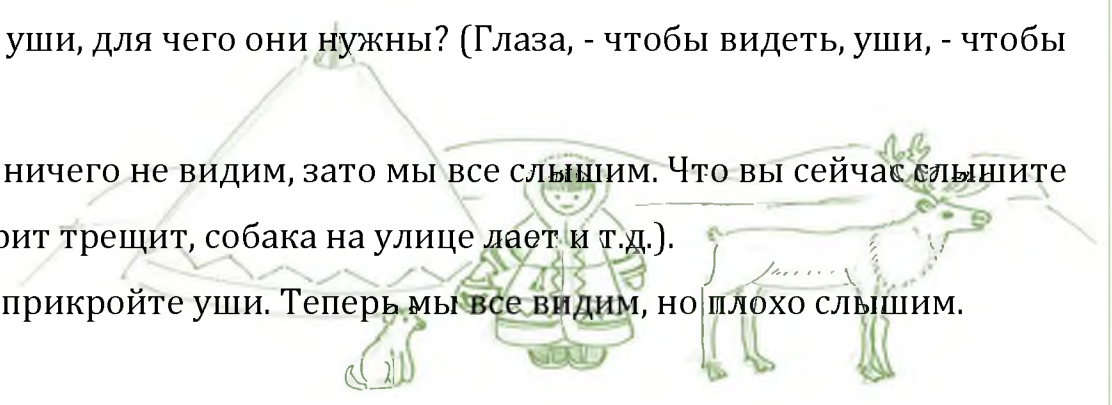 уши, для чего они нужны? (Глаза, - чтобы видеть, уши, - чтобы
ничего не видим, зато мы все слышим. Что вы сейчас слышите
рит трещит, собака на улице лает и т.д.).
прикройте уши. Теперь мы все видим, но плохо слышим.